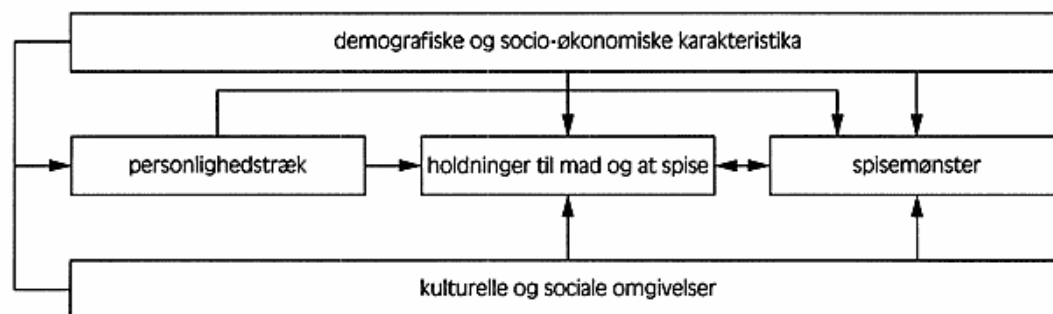 demografiske og socio-økonomiske karakteristika
personlighedstræk
holdninger til mad og at spise
spisemønster
kulturelle og sociale omgivelser